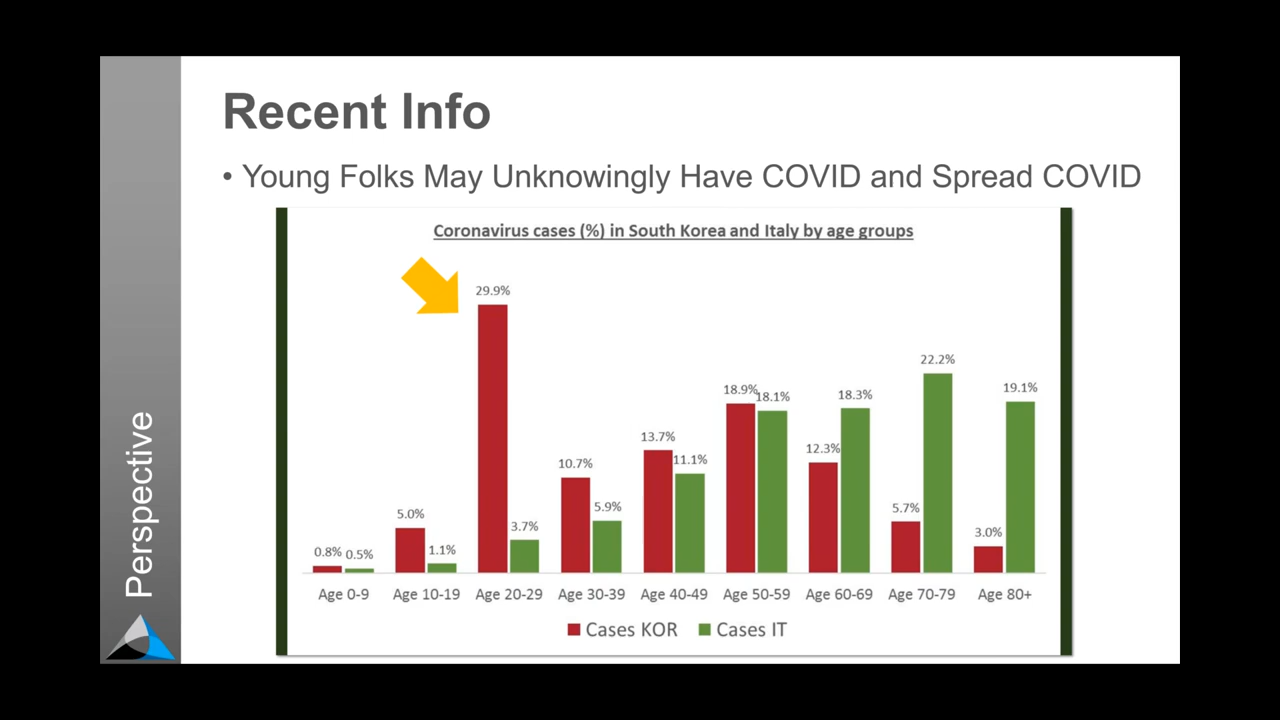 Recent Info
• Young Folks May Unknowingly Have COVID and Spread COVID
Coronavirus cases (%) in South Korea and Italy by age groups
29.9%
22.2%
19.1%
18.9%
18.1%
18.3%
13.7%
12.3%
11.1%
10.7%
5.0%
5.9%
5.7%
3.7%
3.0%
0.8% 0.5%
1.1%
Age 0-9 Age 10-19 Age 20-29 Age 30-39 Age 40-49 Age 50-59 Age 60-69 Age 70-79 Age 80+
Cases KOR Cases IT
Perspective